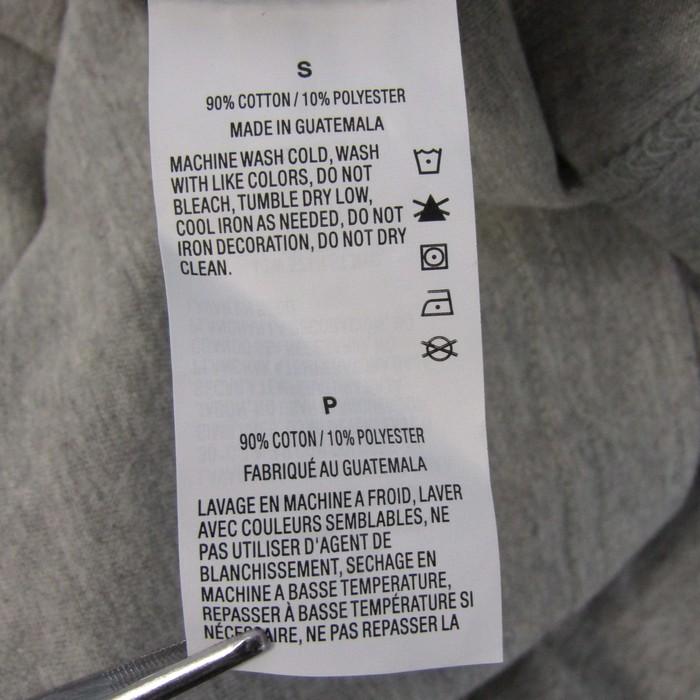 S
90% COTTON / 10% POLYESTER
MADE IN GUATEMALA
MACHINE WASH COLD, WASH
WITH LIKE COLORS, DO NOT
BLEACH, TUMBLE DRY LOW,
COOL IRON AS NEEDED, DO NOT
IRON DECORATION, DO NOT DRY
CLEAN.
P
90% COTON / 10% POLYESTER
FABRIQUÉ AU GUATEMALA
LAVAGE EN MACHINE A FROID, LAVER
AVEC COULEURS SEMBLABLES, NE
PAS UTILISER D'AGENT DE
BLANCHISSEMENT, SECHAGE EN
MACHINE A BASSE TEMPERATURE,
REPASSER À BASSE TEMPÉRATURE SI
NÉCESSAIRE, NE PAS REPASSER LA